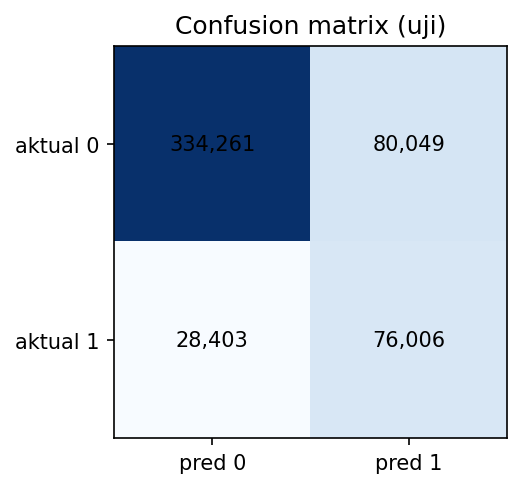 Confusion matrix (uji)
aktual 0
334,261
80,049
aktual 1
28,403
76,006
pred 0
pred 1